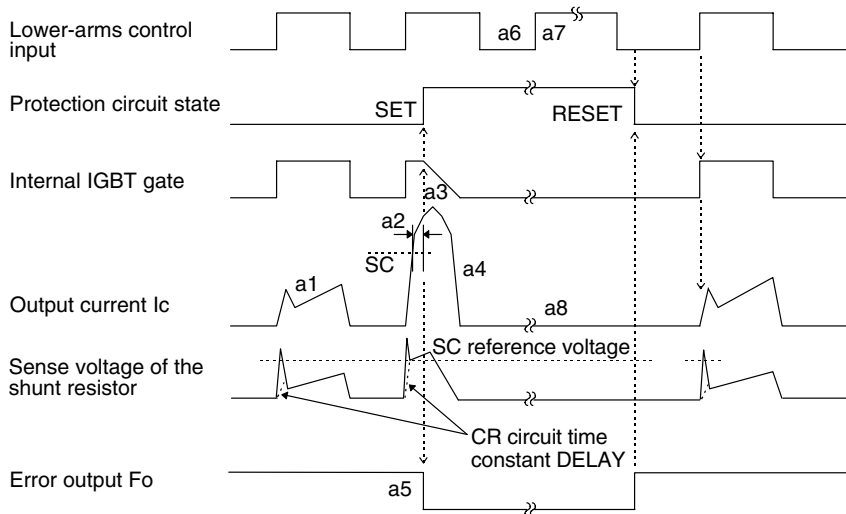 Lower-arms control
input
a6
a7
Protection circuit state
SET
RESET
Internal IGBT gate
a3
a2
SC
a4
a1
Output current Ic
a8
SC reference voltage
Sense voltage of the
shunt resistor
CR circuit time
constant DELAY
Error output Fo
a5